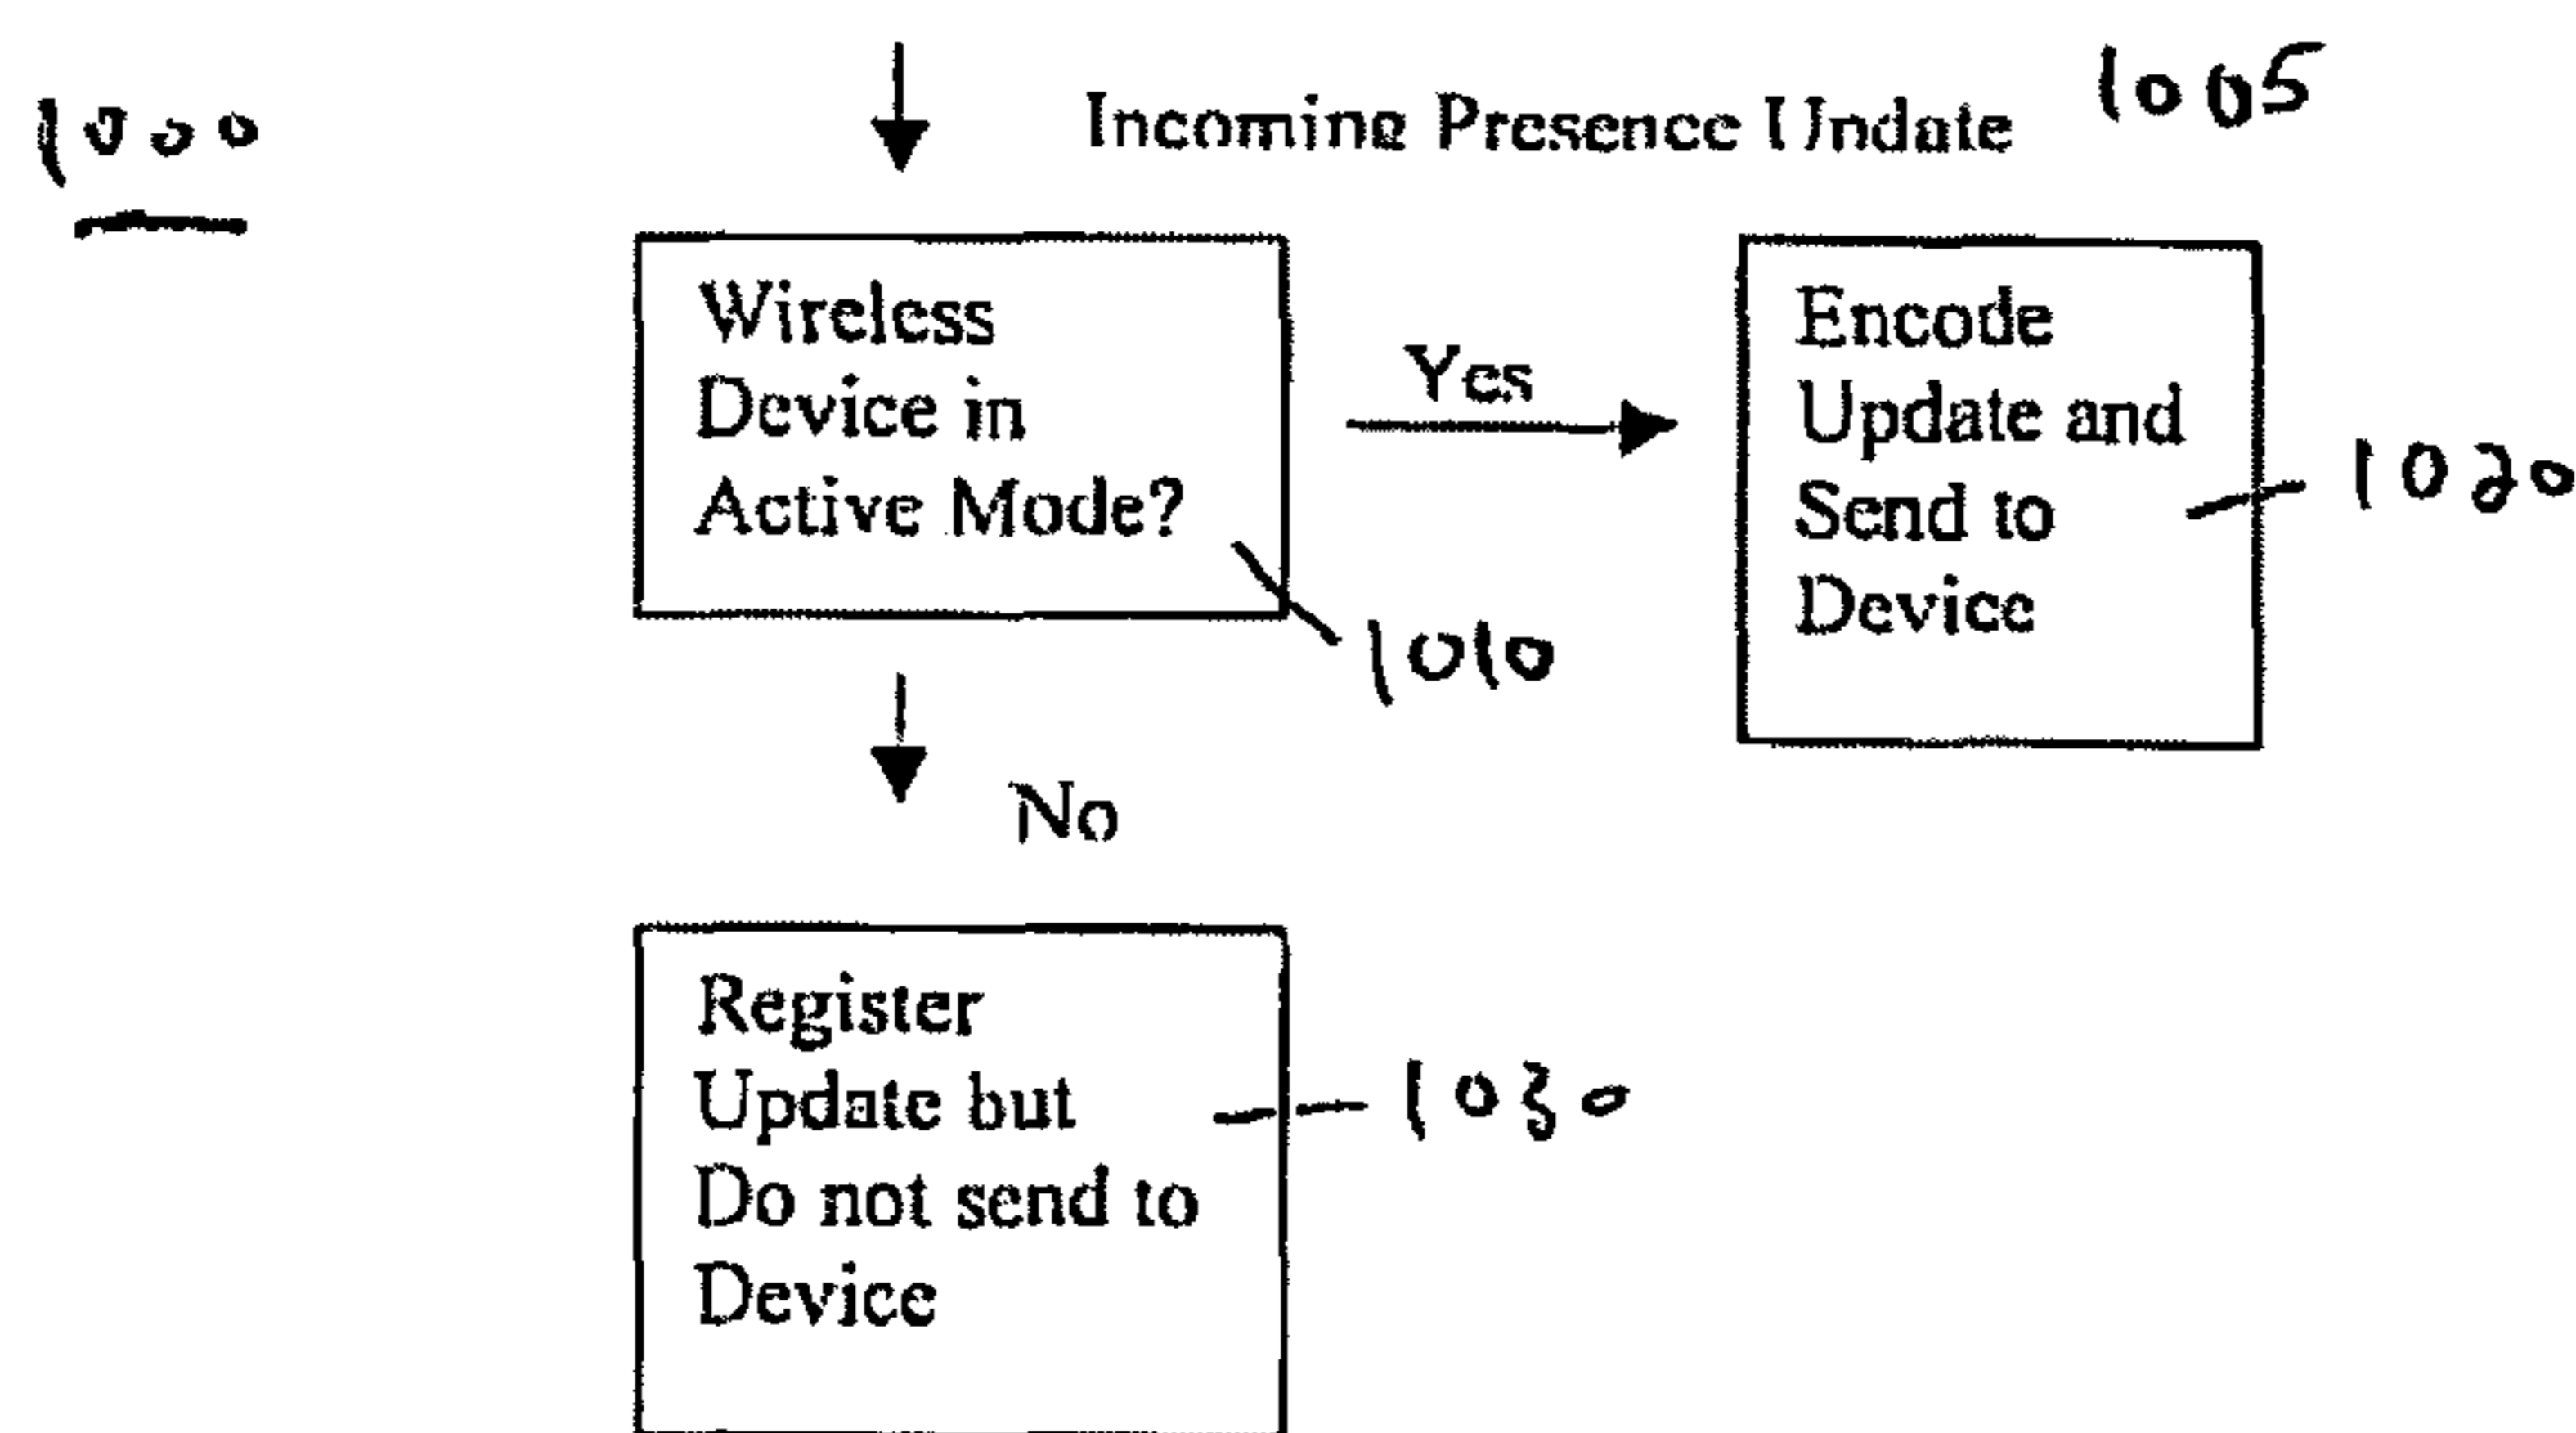 1000
Incoming Presence Update 1005
Wireless
Device in
Active Mode?
1010
Yes
Encode
Update and
Send to
Device
1020
No
Register
Update but
Do not send to
Device
1030